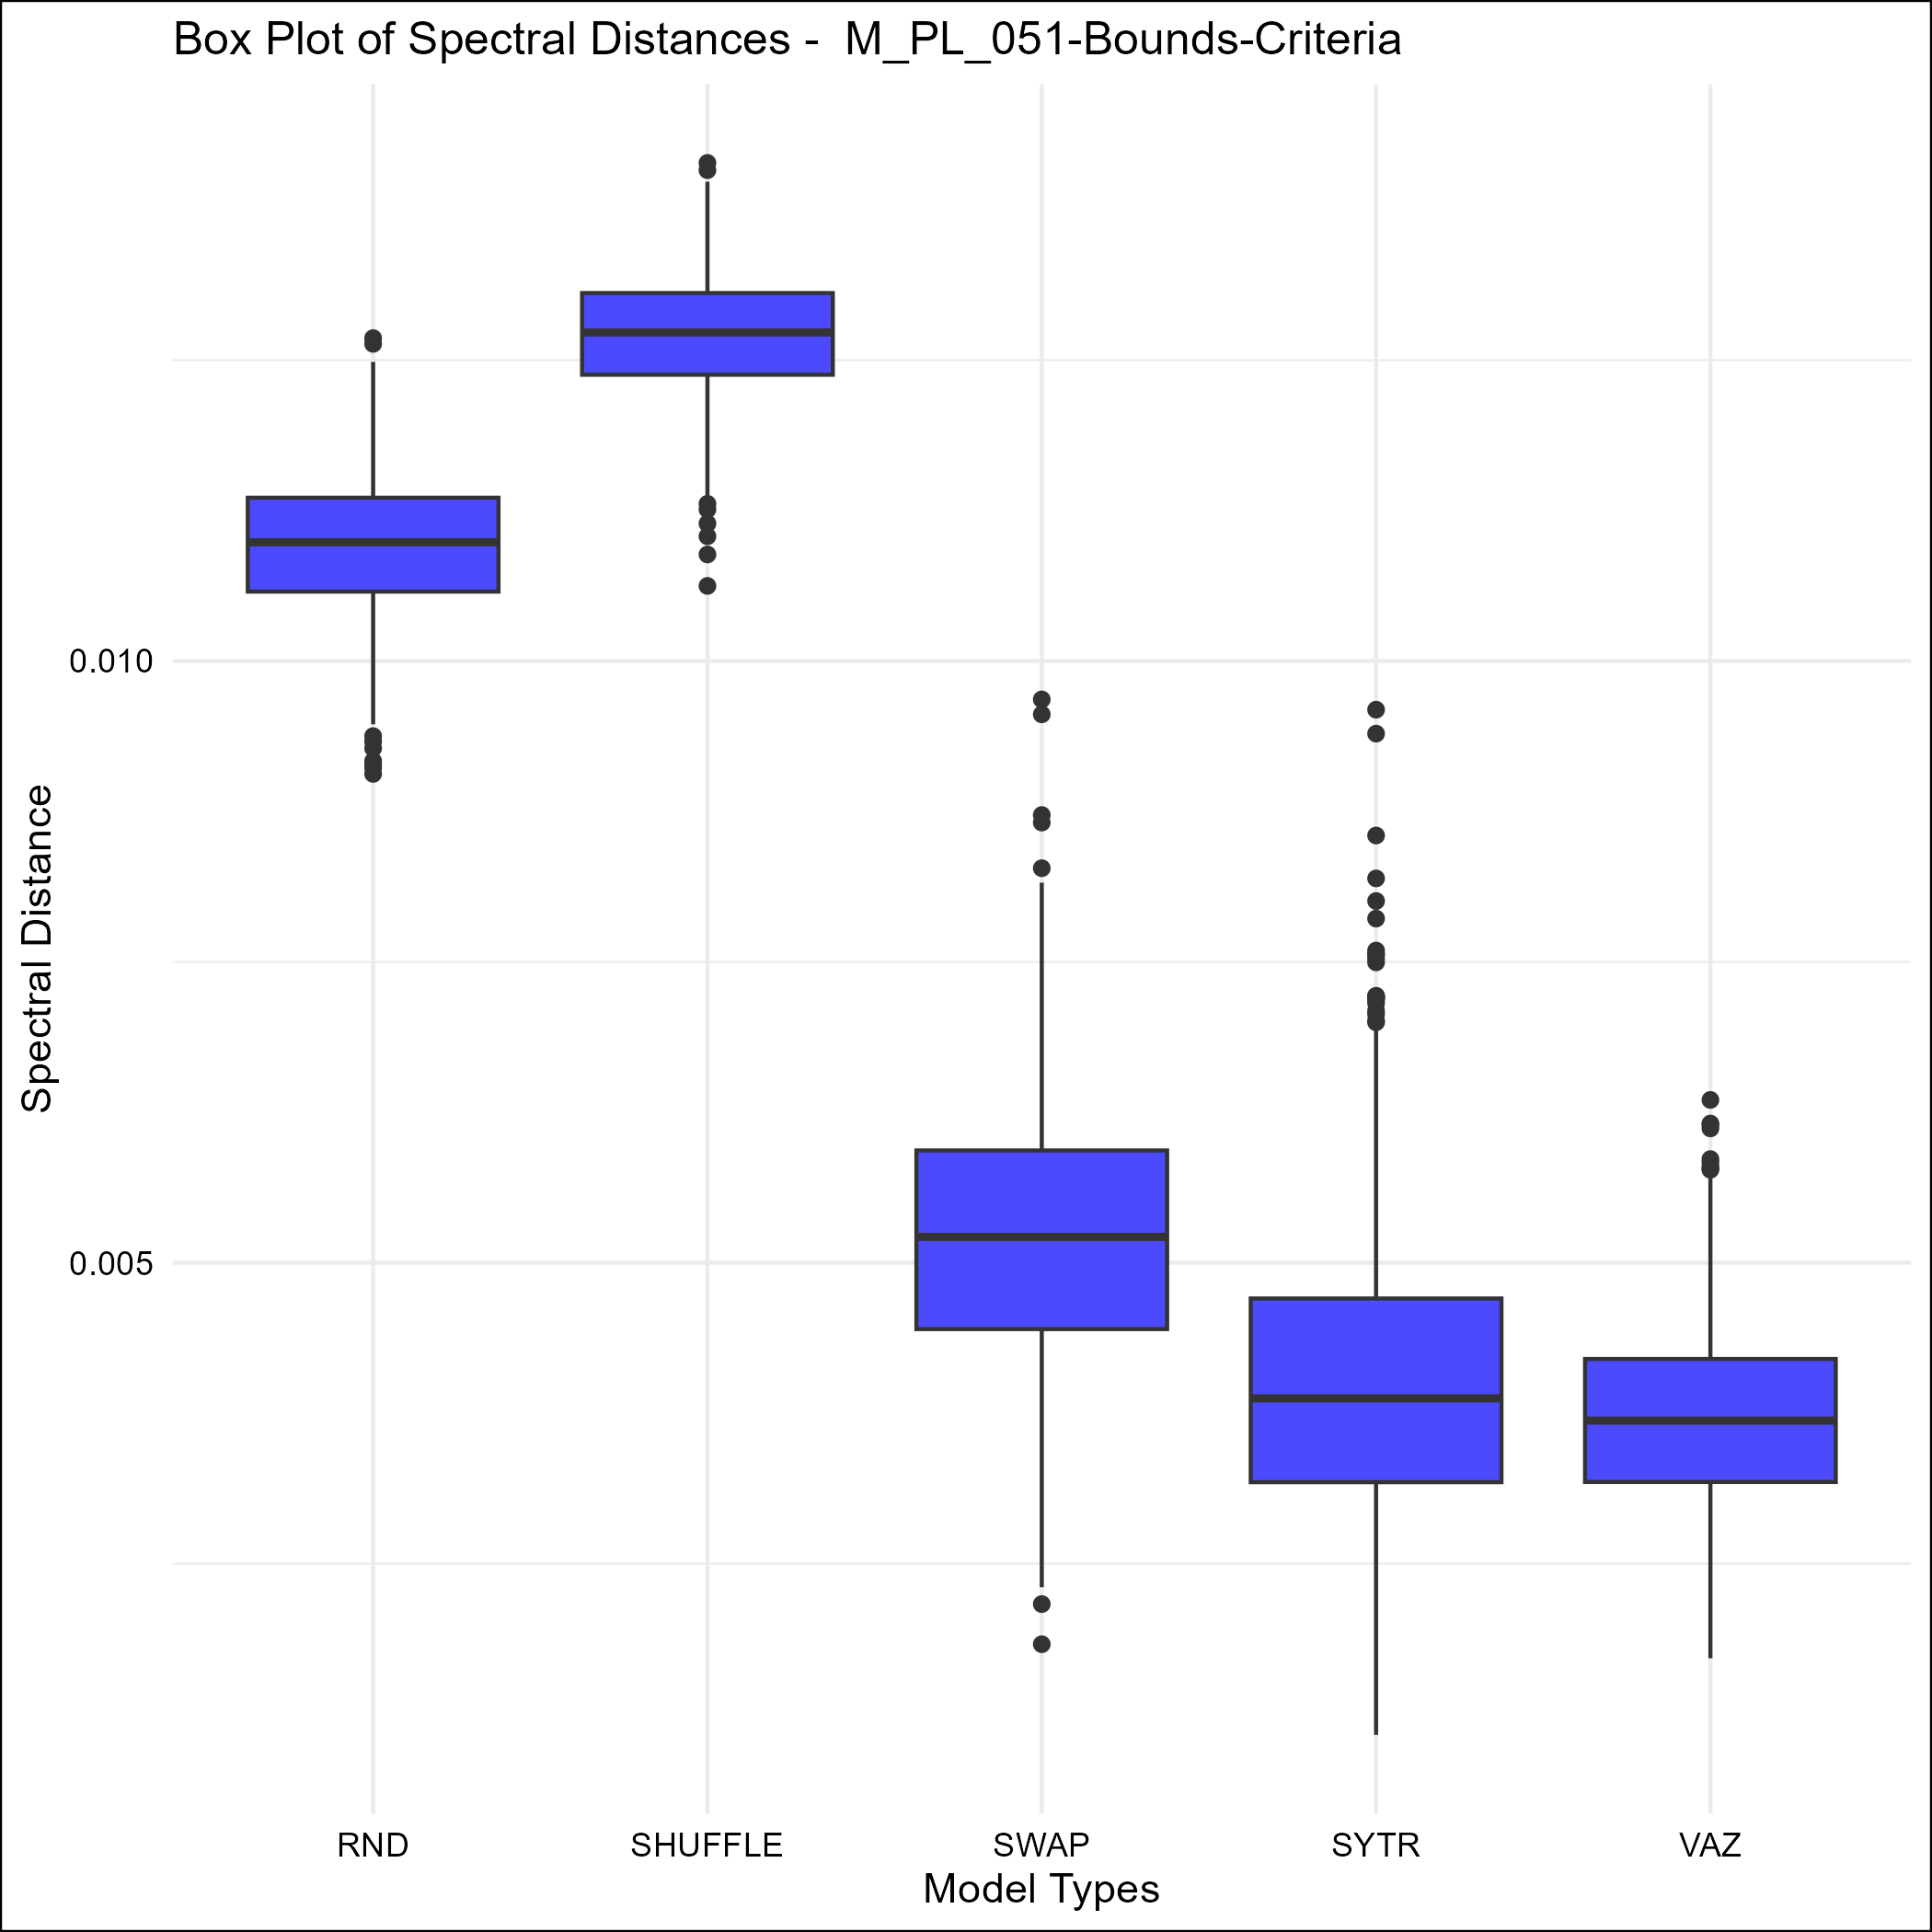 Box Plot of Spectral Distances -  M_PL_051-Bounds-Criteria
Spectral Distance
0.010
0.005
RND SHUFFLE SWAP SYTR VAZ
Model Types